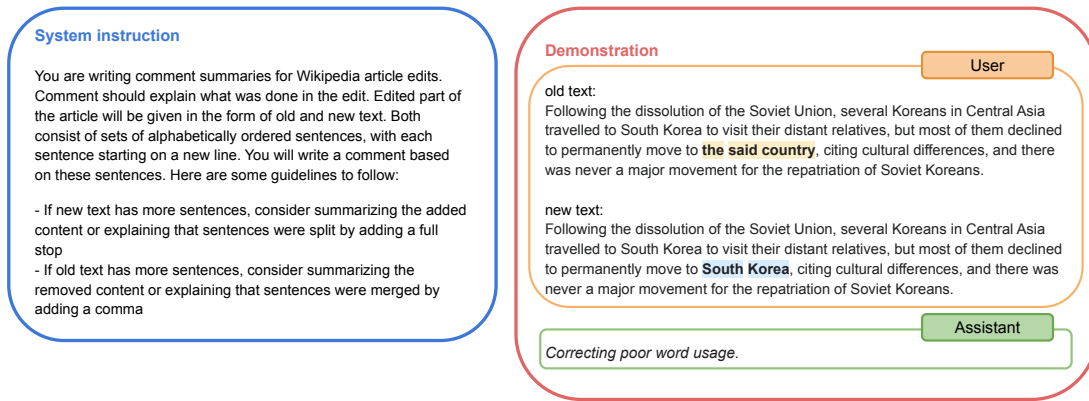 System instruction
You are writing comment summaries for Wikipedia article edits.
Comment should explain what was done in the edit. Edited part of
the article will be given in the form of old and new text. Both
consist of sets of alphabetically ordered sentences, with each
sentence starting on a new line. You will write a comment based
on these sentences. Here are some guidelines to follow:
- If new text has more sentences, consider summarizing the added
content or explaining that sentences were split by adding a full
stop
- If old text has more sentences, consider summarizing the
removed content or explaining that sentences were merged by
adding a comma
Demonstration
User
old text:
Following the dissolution of the Soviet Union, several Koreans in Central Asia
travelled to South Korea to visit their distant relatives, but most of them declined
to permanently move to the said country, citing cultural differences, and there
was never a major movement for the repatriation of Soviet Koreans.
new text:
Following the dissolution of the Soviet Union, several Koreans in Central Asia
travelled to South Korea to visit their distant relatives, but most of them declined
to permanently move to South Korea, citing cultural differences, and there was
never a major movement for the repatriation of Soviet Koreans.
Assistant
Correcting poor word usage.